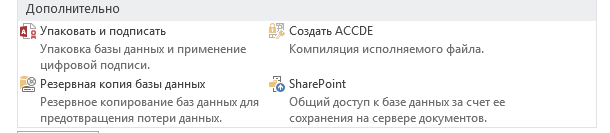 Дополнительно
Упаковать и подписать
Упаковка базы данных и применение
цифровой подписи.
Создать ACCDE
Компиляция исполняемого файла.
Резервная копия базы данных
Резервное копирование баз данных для
предотвращения потери данных.
SharePoint
Общий доступ к базе данных за счет ее
сохранения на сервере документов.